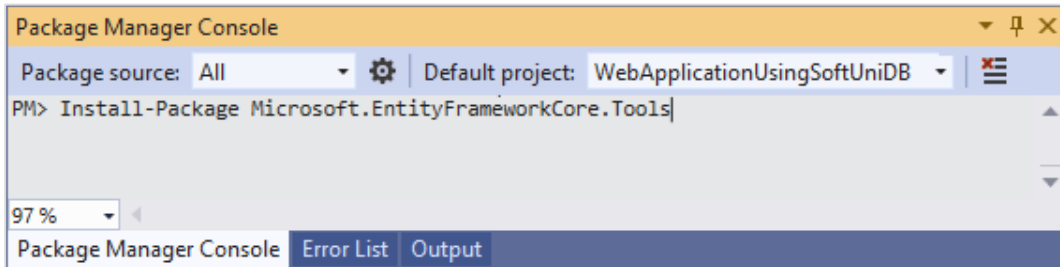 Package Manager Console
Package source: All Default project: WebApplicationUsingSoftUniDB
PM> Install-Package Microsoft.EntityFrameworkCore.Tools
97 %
Package Manager Console Error List Output